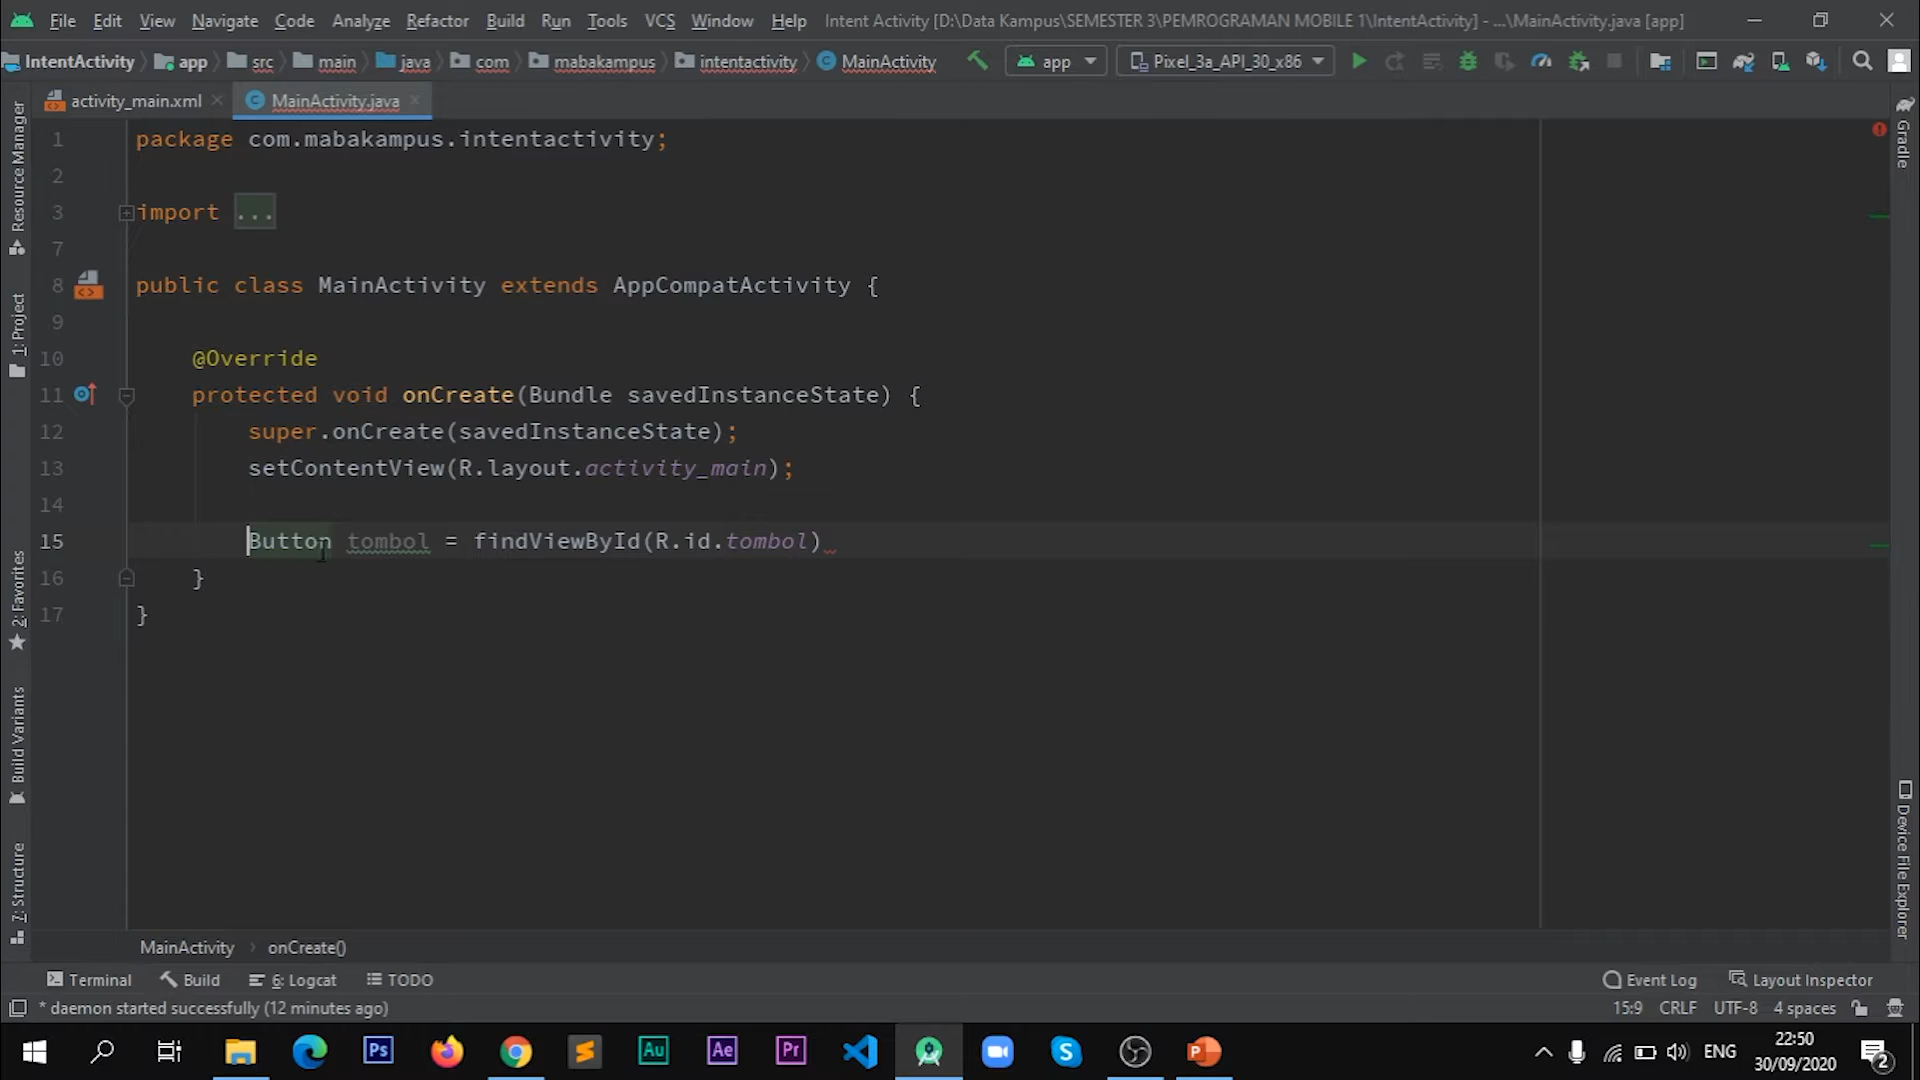 File Edit View Navigate Code Analyze Refactor Build Run Tools VCS Window Help Intent Activity [D:\Data Kampus\SEMESTER 3\PEMROGRAMAN MOBILE 1\IntentActivity] - ...\MainActivity.java [app]
IntentActivity app src main java com mabakampus intentactivity MainActivity app Pixel_3a_API_30_x86
activity_main.xml MainActivity.java
1 package com.mabakampus.intentactivity;
2
3 import ...
7
8 public class MainActivity extends AppCompatActivity {
9
10 @Override
11 protected void onCreate(Bundle savedInstanceState) {
12 super.onCreate(savedInstanceState);
13 setContentView(R.layout.activity_main);
14
15 Button tombol = findViewById(R.id.tombol)
16 }
17 }
Resource Manager
1: Project
2: Favorites
Build Variants
7: Structure
Gradle
Device File Explorer
MainActivity onCreate()
Terminal Build 6: Logcat TODO Event Log Layout Inspector
* daemon started successfully (12 minutes ago) 15:9 CRLF UTF-8 4 spaces
Ps Au Ae Pr ENG 22:50
30/09/2020 2